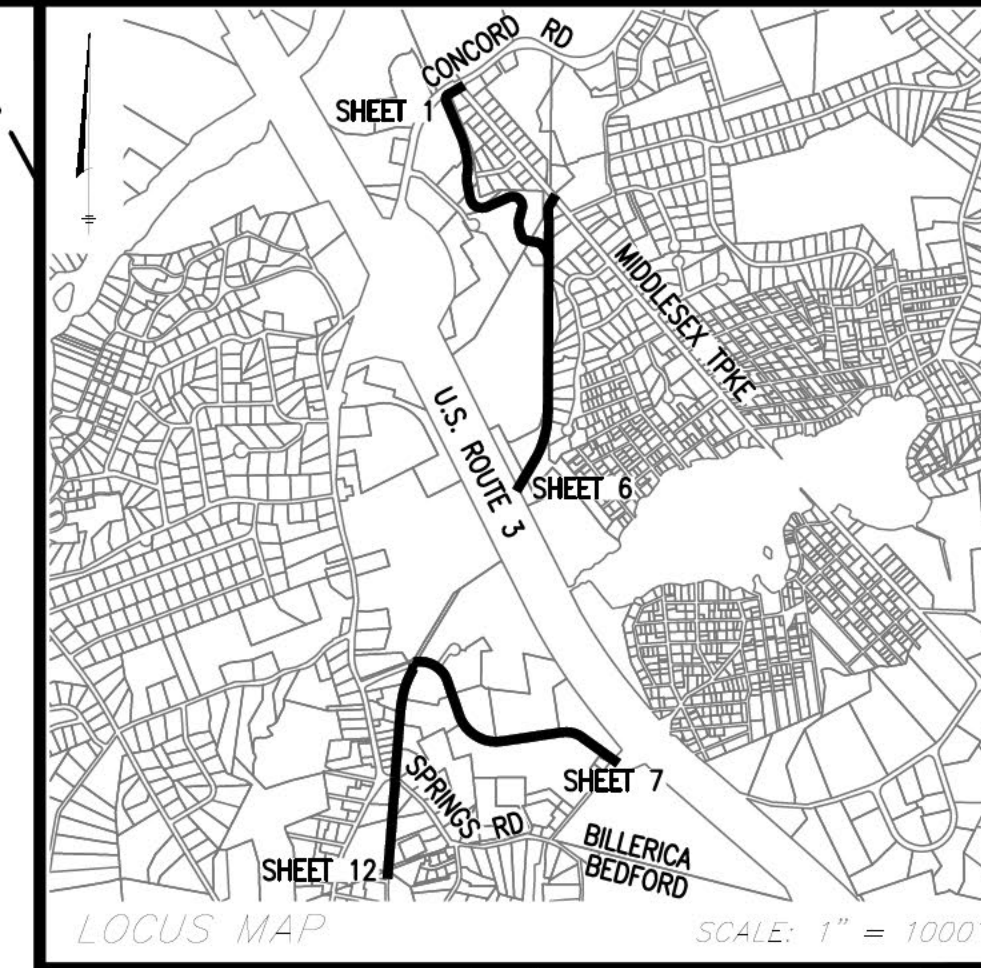 CONCORD RD
SHEET 1
MIDDLESEX TPKE
U.S. ROUTE 3
SHEET 6
SHEET 7
SPRINGS RD
BILLERICA
BEDFORD
SHEET 12
LOCUS MAP
SCALE: 1" = 1000'